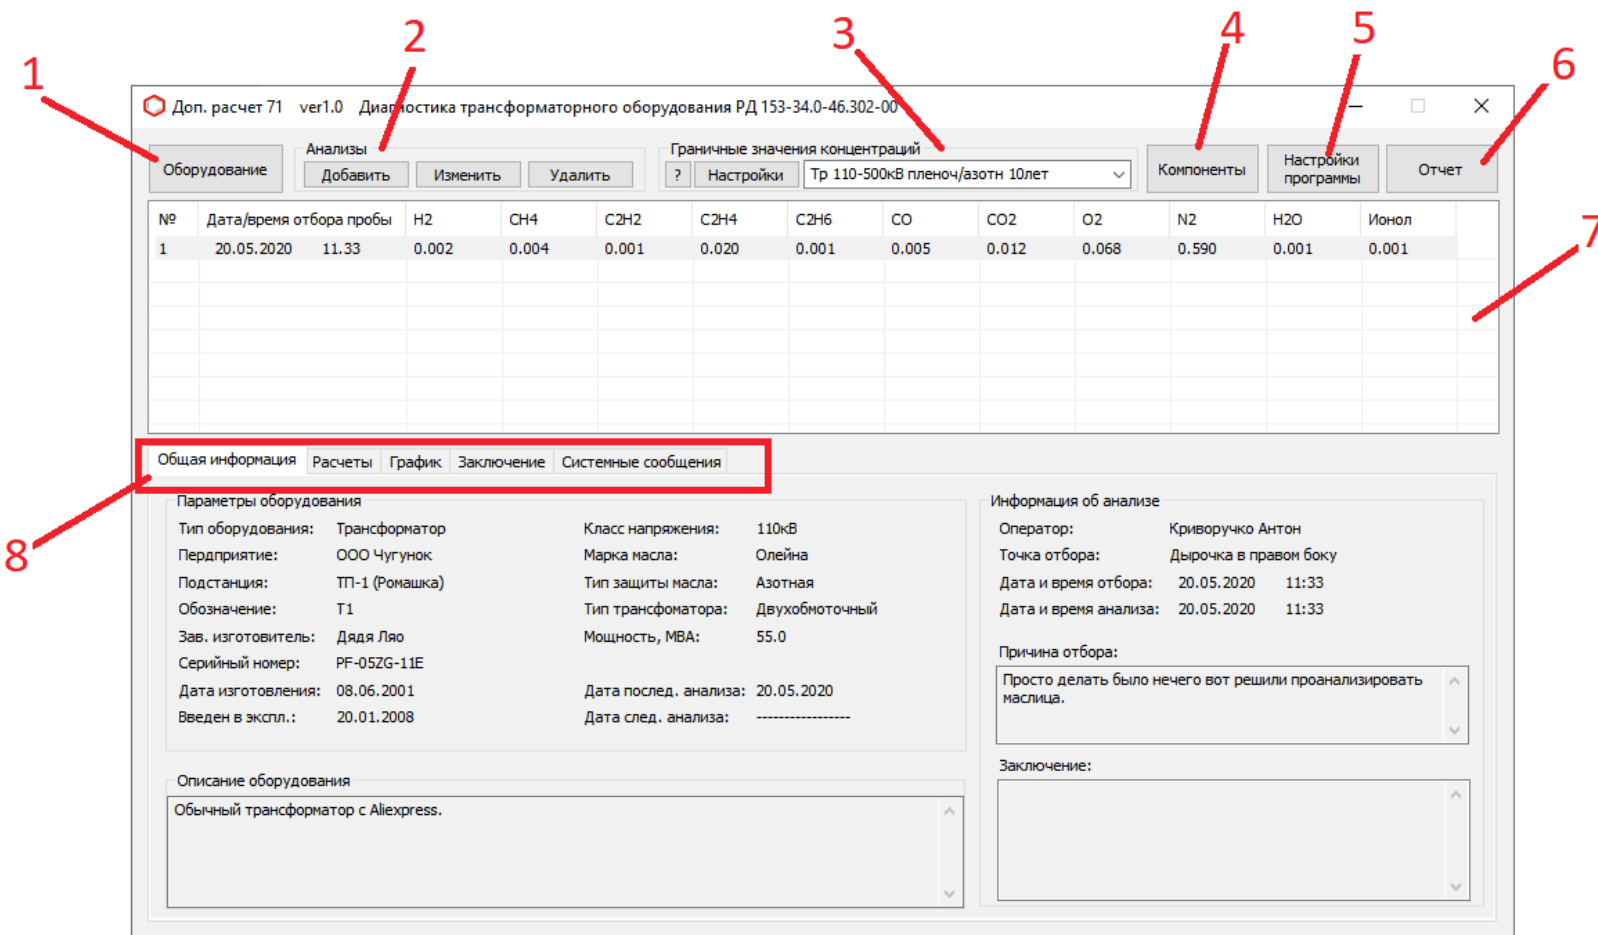 1
2
3
4
5
6
Доп. расчет 71 ver1.0 Диагностика трансформаторного оборудования РД 153-34.0-46.302-00
Оборудование
Анализы
Добавить Изменить Удалить
Граничные значения концентраций
? Настройки Тр 110-500кВ пленоч/азотн 10лет
Компоненты
Настройки
программы
Отчет
№ Дата/время отбора пробы H2 CH4 C2H2 C2H4 C2H6 CO CO2 O2 N2 H2O Ионол
1 20.05.2020 11.33 0.002 0.004 0.001 0.020 0.001 0.005 0.012 0.068 0.590 0.001 0.001
7
Общая информация Расчеты График Заключение Системные сообщения
8
Параметры оборудования
Тип оборудования: Трансформатор Класс напряжения: 110кВ
Пердприятие: ООО Чугунок Марка масла: Олейна
Подстанция: ТП-1 (Ромашка) Тип защиты масла: Азотная
Обозначение: Т1 Тип трансфоматора: Двухобмоточный
Зав. изготовитель: Дядя Ляо Мощность, МВА: 55.0
Серийный номер: PF-05ZG-11E
Дата изготовления: 08.06.2001 Дата послед. анализа: 20.05.2020
Введен в экспл.: 20.01.2008 Дата след. анализа: -----------------
Описание оборудования
Обычный трансформатор с Aliexpress.
Информация об анализе
Оператор: Криворучко Антон
Точка отбора: Дырочка в правом боку
Дата и время отбора: 20.05.2020 11:33
Дата и время анализа: 20.05.2020 11:33
Причина отбора:
Просто делать было нечего вот решили проанализировать
маслица.
Заключение: